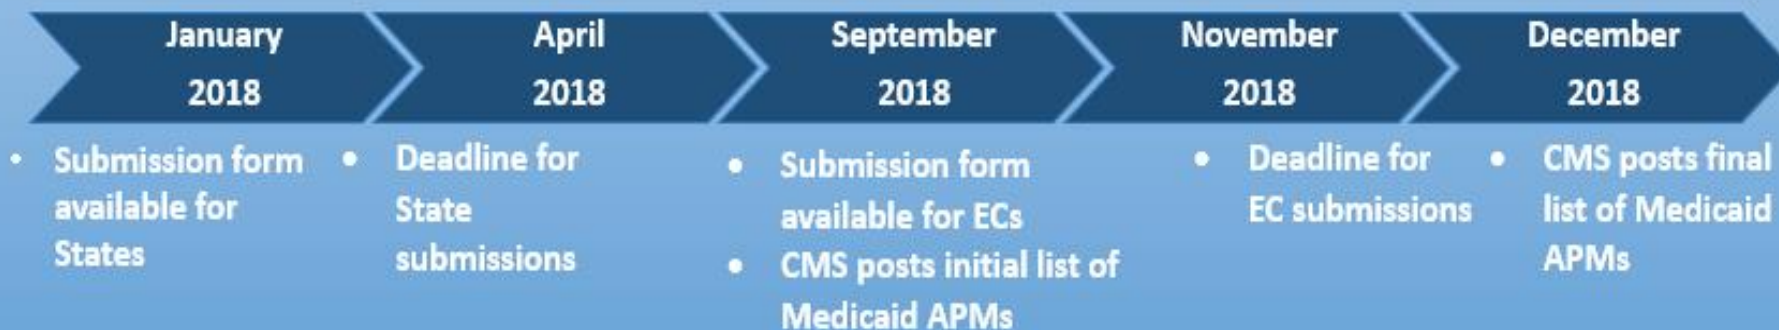 January
2018
April
2018
September
2018
November
2018
December
2018
• Submission form
available for
States
• Deadline for
State
submissions
• Submission form
available for ECs
• CMS posts initial list of
Medicaid APMs
• Deadline for
EC submissions
• CMS posts final
list of Medicaid
APMs